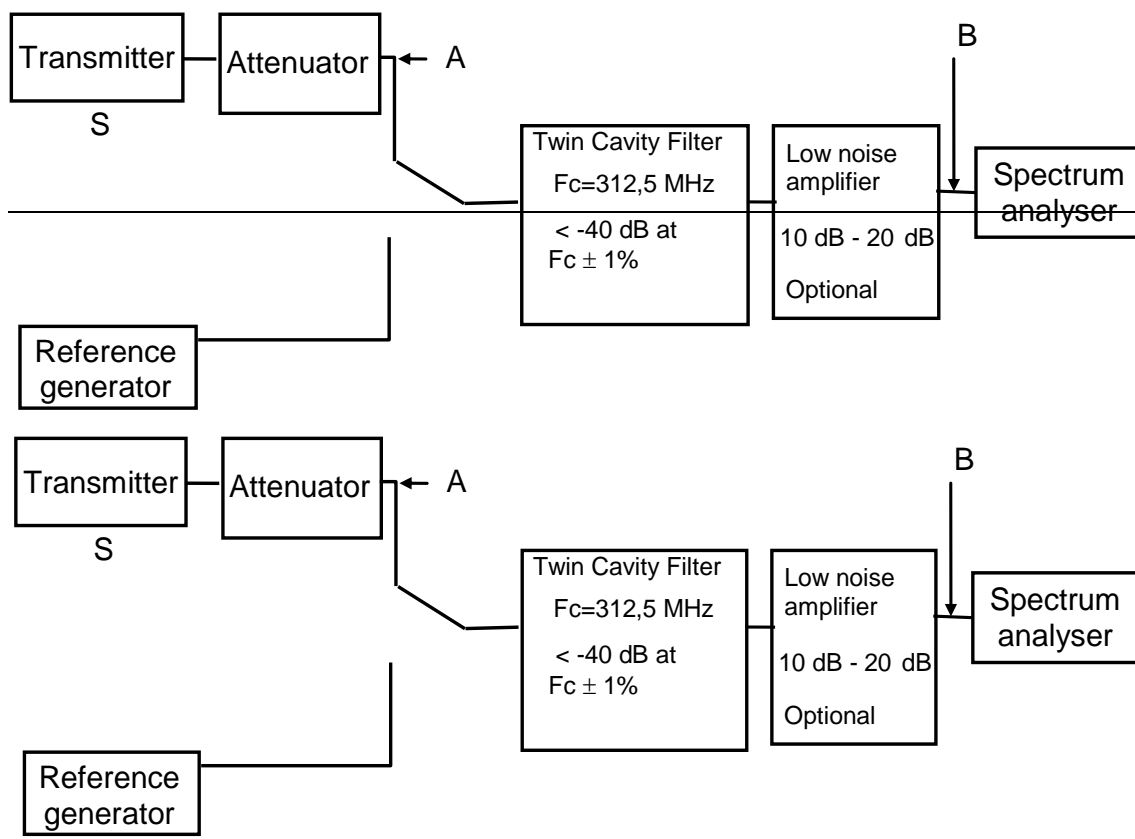 Transmitter
S
Attenuator
A
Twin Cavity Filter
Fc=312,5 MHz
< -40 dB at
Fc ± 1%
Low noise
amplifier
10 dB - 20 dB
Optional
B
Spectrum
analyser
Reference
generator
Transmitter
S
Attenuator
A
Twin Cavity Filter
Fc=312,5 MHz
< -40 dB at
Fc ± 1%
Low noise
amplifier
10 dB - 20 dB
Optional
B
Spectrum
analyser
Reference
generator